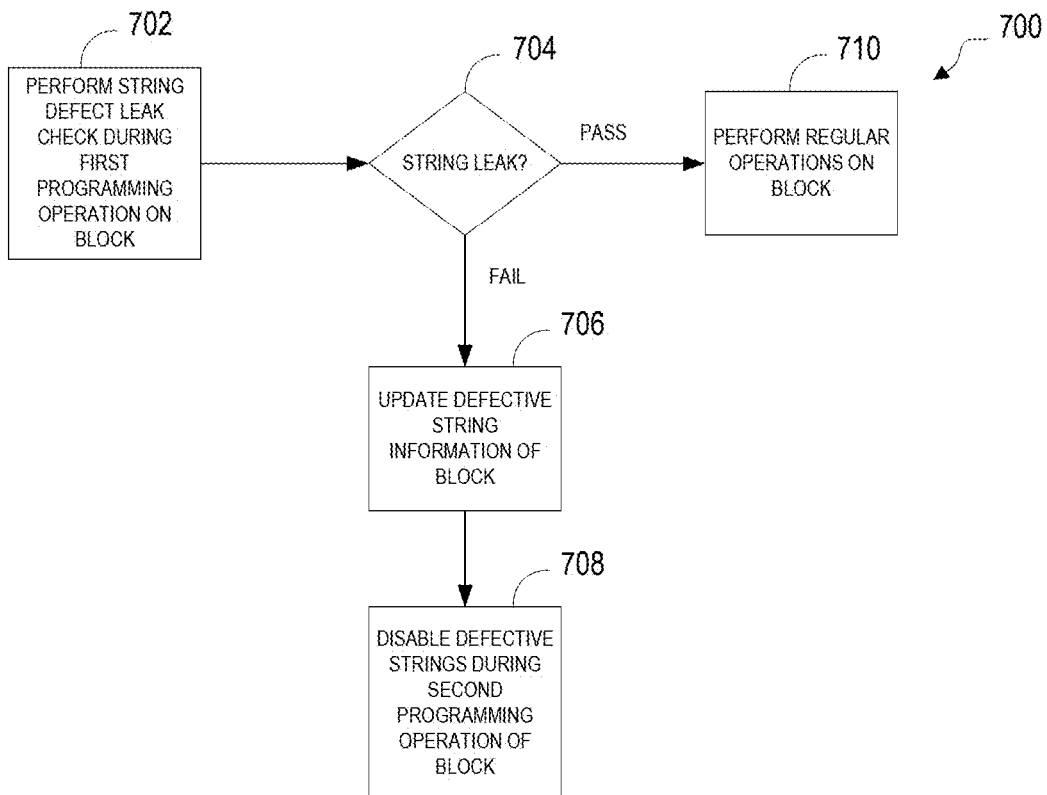 702
704
710
700
PERFORM STRING
DEFECT LEAK
CHECK DURING
FIRST
PROGRAMMING
OPERATION ON
BLOCK
STRING LEAK?
PASS
PERFORM REGULAR
OPERATIONS ON
BLOCK
FAIL
706
UPDATE DEFECTIVE
STRING
INFORMATION OF
BLOCK
708
DISABLE DEFECTIVE
STRINGS DURING
SECOND
PROGRAMMING
OPERATION OF
BLOCK